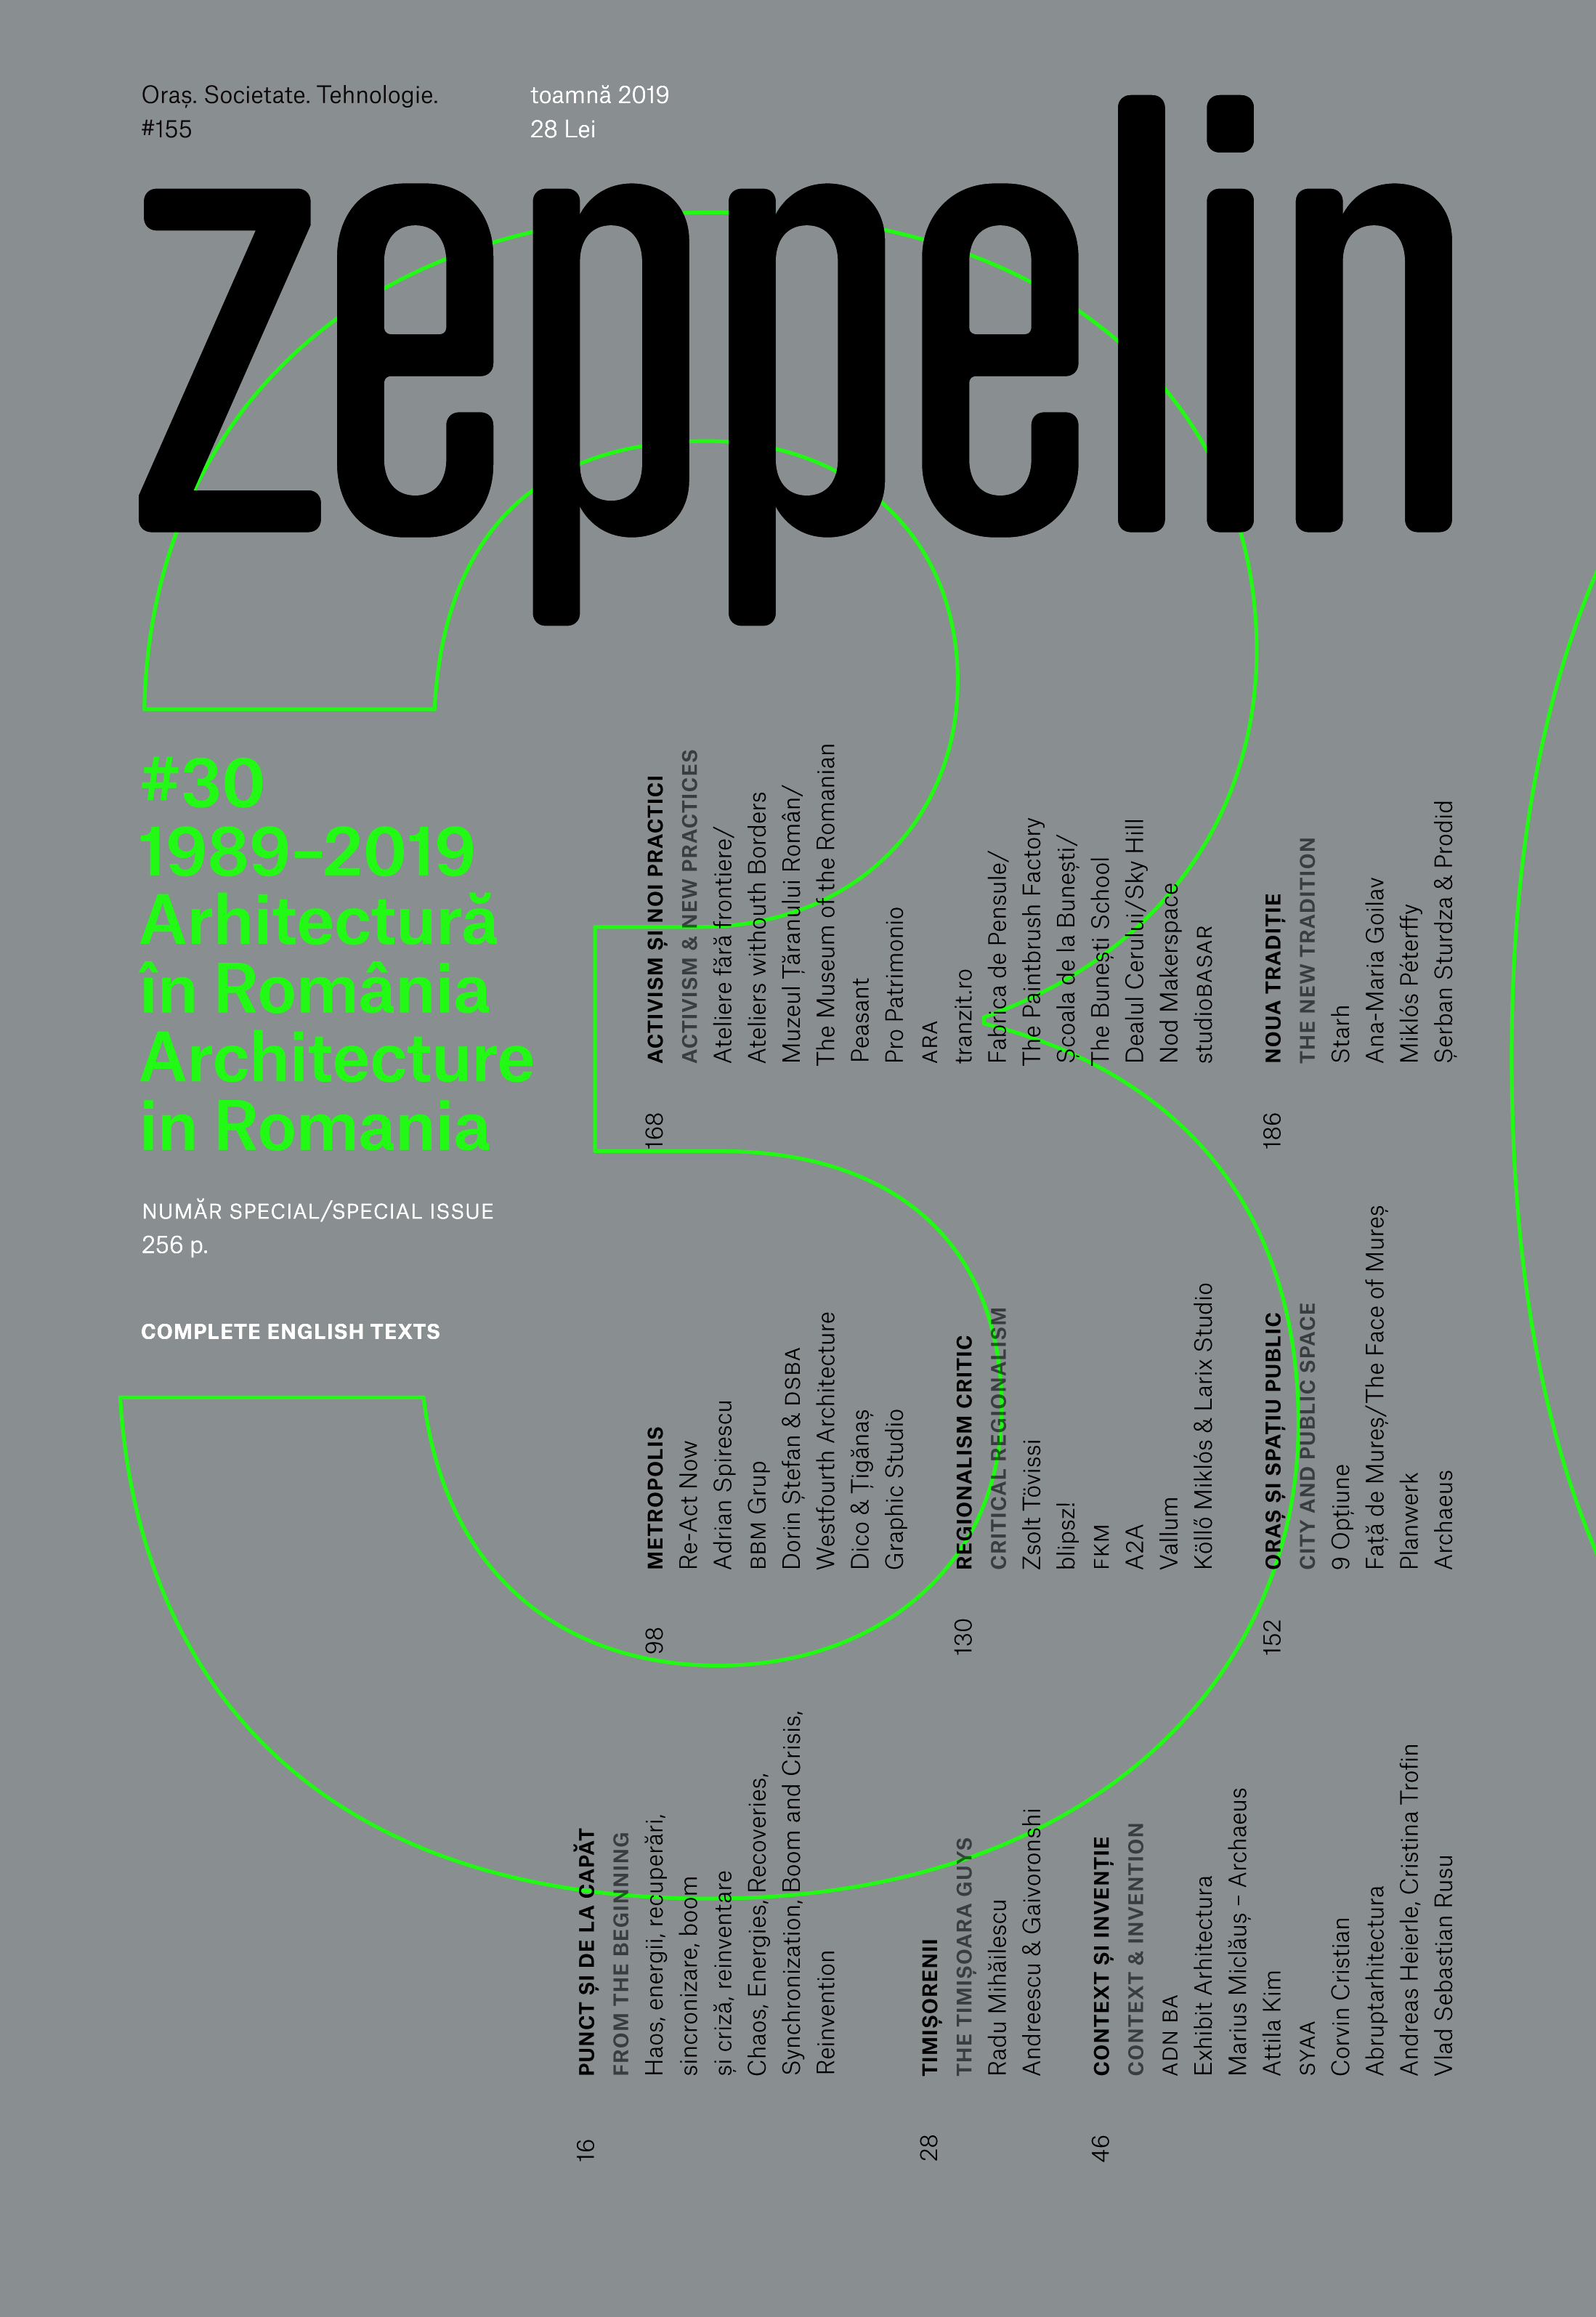 Oraș. Societate. Tehnologie.
#155
toamnă 2019
28 Lei
zeppelin
#30
1989–2019
Arhitectură
în România
Architecture
in Romania
NUMĂR SPECIAL/SPECIAL ISSUE
256 p.
COMPLETE ENGLISH TEXTS
16
PUNCT ȘI DE LA CAPĂT
FROM THE BEGINNING
Haos, energii, recuperări,
sincronizare, boom
și criză, reinventare
Chaos, Energies, Recoveries,
Synchronization, Boom and Crisis,
Reinvention
28
TIMIȘORENII
THE TIMIȘOARA GUYS
Radu Mihăilescu
Andreescu & Gaivoronshi
46
CONTEXT ȘI INVENȚIE
CONTEXT & INVENTION
ADN BA
Exhibit Arhitectura
Marius Miclăuș – Archaeus
Attila Kim
SYAA
Corvin Cristian
Abruptarhitectura
Andreas Heierle, Cristina Trofin
Vlad Sebastian Rusu
98
METROPOLIS
Re-Act Now
Adrian Spirescu
BBM Grup
Dorin Ștefan & DSBA
Westfourth Architecture
Dico & Țigănaș
Graphic Studio
130
REGIONALISM CRITIC
CRITICAL REGIONALISM
Zsolt Tövissi
blipsz!
FKM
A2A
Vallum
Köllő Miklós & Larix Studio
152
ORAȘ ȘI SPAȚIU PUBLIC
CITY AND PUBLIC SPACE
9 Opțiune
Față de Mureș/The Face of Mureș
Planwerk
Archaeus
168
ACTIVISM ȘI NOI PRACTICI
ACTIVISM & NEW PRACTICES
Ateliere fără frontiere/
Ateliers withouth Borders
Muzeul Țăranului Român/
The Museum of the Romanian
Peasant
Pro Patrimonio
ARA
tranzit.ro
Fabrica de Pensule/
The Paintbrush Factory
Școala de la Bunești/
The Bunești School
Dealul Cerului/Sky Hill
Nod Makerspace
studioBASAR
186
NOUA TRADIȚIE
THE NEW TRADITION
Starh
Ana-Maria Goilav
Miklós Péterffy
Șerban Sturdza & Prodid